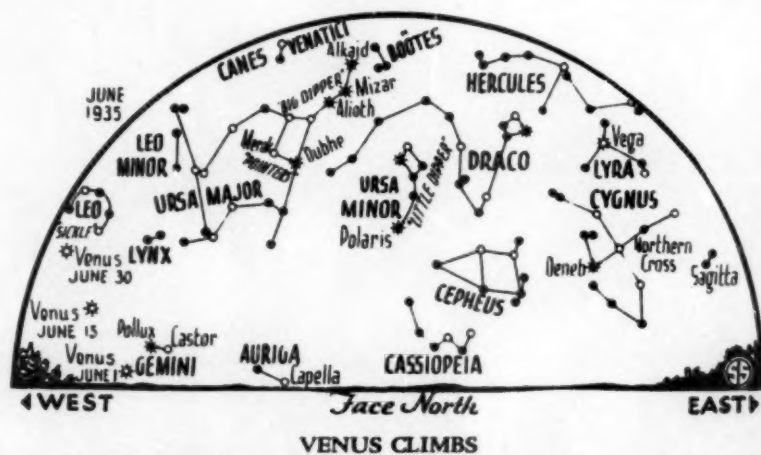 CANES VENATICI
Alkaid
BOÖTES
HERCULES
JUNE
1935
"BIG DIPPER"
Mizar
Alioth
LEO
MINOR
Merak
"POINTERS"
Dubhe
DRACO
Vega
LYRA
LEO
"SICKLE"
URSA MAJOR
URSA
MINOR
"LITTLE DIPPER"
CYGNUS
Venus
JUNE 30
LYNX
Polaris
Deneb
Northern
Cross
Sagitta
CEPHEUS
Venus
JUNE 15
Pollux
Castor
Venus
JUNE 1
GEMINI
AURIGA
Capella
CASSIOPEIA
SS
WEST
Face North
EAST
VENUS CLIMBS